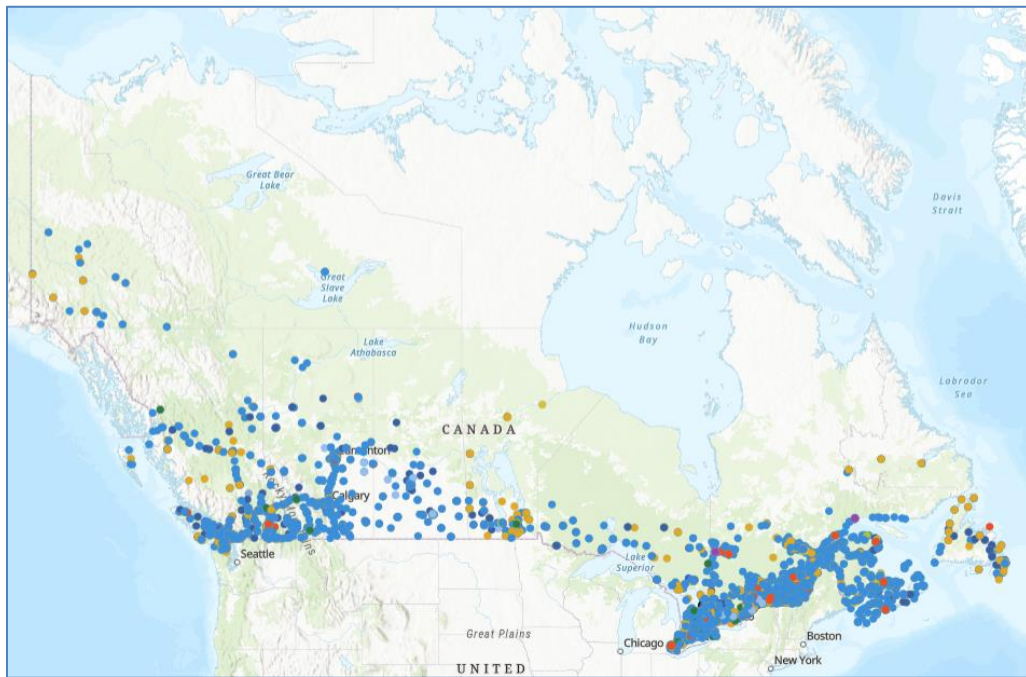 Great Bear
Lake
Davis
Strait
Great
Slave
Lake
Hudson
Bay
Lake
Athabasca
Labrador
Sea
CANADA
Edmonton
Calgary
Seattle
Lake
Superior
Great Plains
Chicago
Boston
New York
UNITED